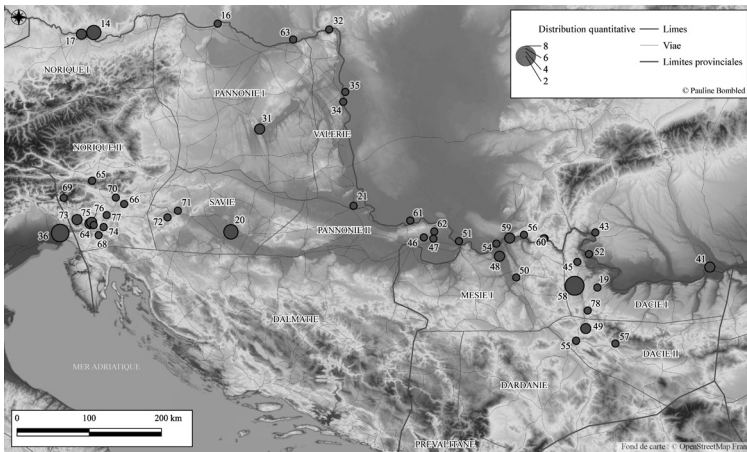 Distribution quantitative
8
6
4
2
Limes
Viae
Limites provinciales
© Pauline Bombled
14
17
16
63
32
NORIQUE I
PANNONIE I
35
34
31
VALERIE
NORIQUE II
65
69
70
66
71
72
SAVIE
21
73
75
76
77
64
74
68
36
20
PANNONIE II
61
62
46
47
51
59
56
54
60
43
48
52
45
50
41
MESIE I
58
19
DACIE I
78
DALMATIE
49
55
57
DACIE II
MER ADRIATIQUE
DARDANIE
PREVALITANE
0 100 200 km
Fond de carte : © OpenStreetMap Fran